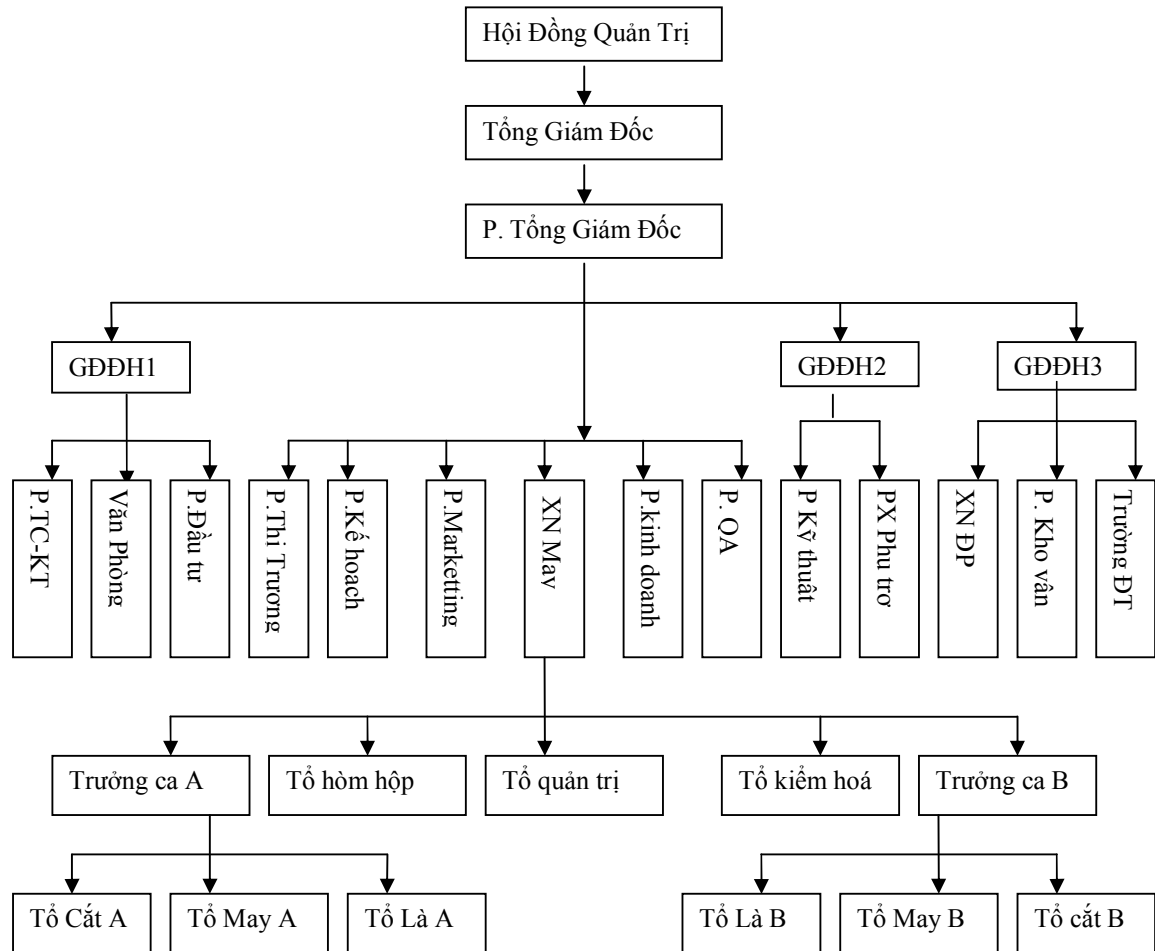 Hội Đồng Quản Trị
Tổng Giám Đốc
P. Tổng Giám Đốc
GĐĐH1
GĐĐH2
GĐĐH3
P.TC-KT
Văn Phòng
P.Đầu tư
P.Thi Trương
P.Kế hoach
P.Marketting
XN May
P.kinh doanh
P. QA
P Kỹ thuât
PX Phu trơ
XN ĐP
P. Kho vân
Trường ĐT
Trưởng ca A
Tổ hòm hộp
Tổ quản trị
Tổ kiểm hoá
Trưởng ca B
Tổ Cắt A
Tổ May A
Tổ Là A
Tổ Là B
Tổ May B
Tổ cắt B